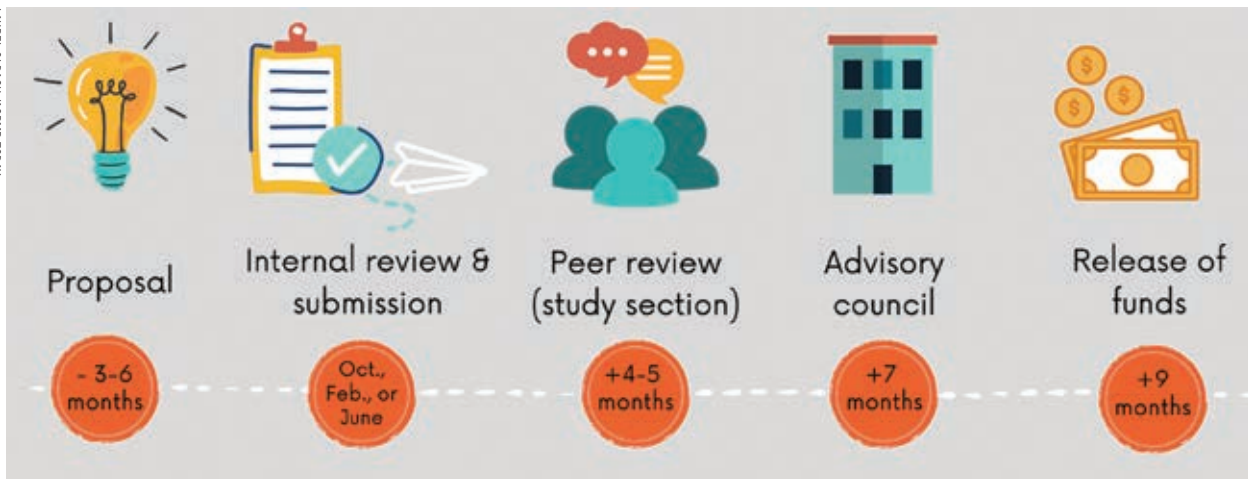 Proposal
Internal review &
submission
Peer review
(study section)
Advisory
council
Release of
funds
- 3-6
months
Oct.,
Feb., or
June
+4-5
months
+7
months
+9
months
$
$
$